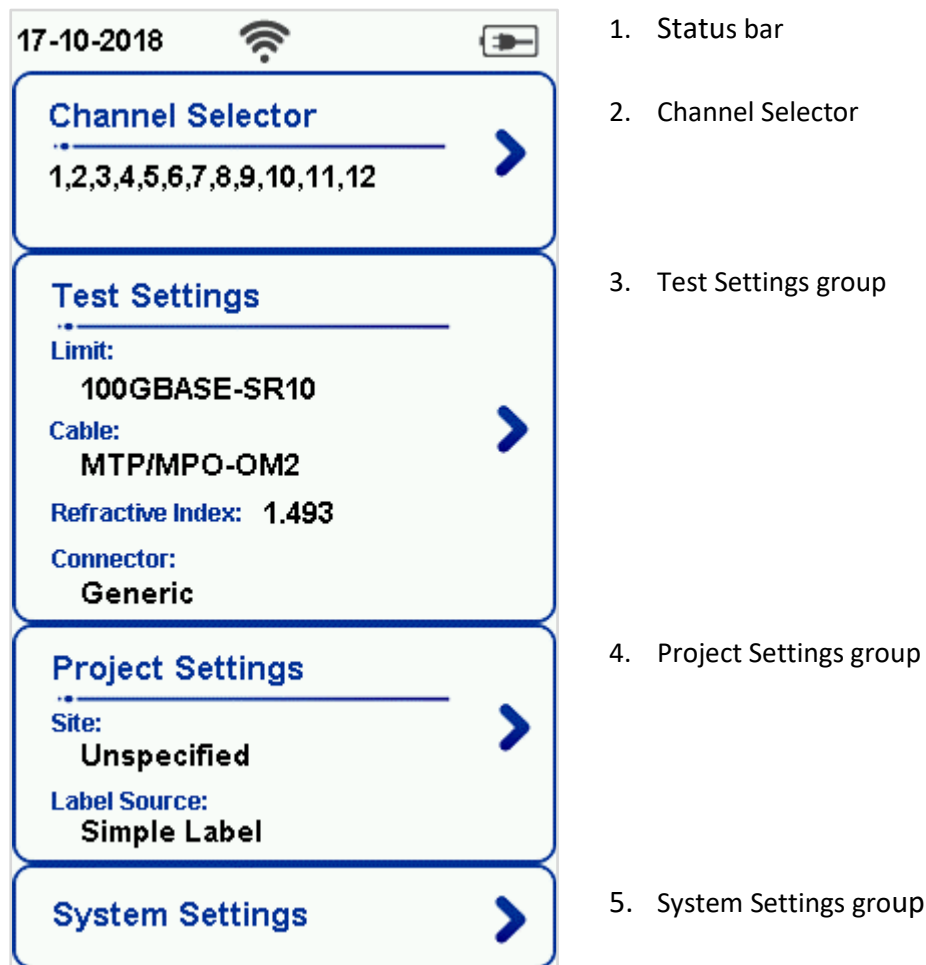 17-10-2018
1. Status bar
Channel Selector
1,2,3,4,5,6,7,8,9,10,11,12
2. Channel Selector
Test Settings
Limit:
100GBASE-SR10
Cable:
MTP/MPO-OM2
Refractive Index: 1.493
Connector:
Generic
3. Test Settings group
Project Settings
Site:
Unspecified
Label Source:
Simple Label
4. Project Settings group
System Settings
5. System Settings group